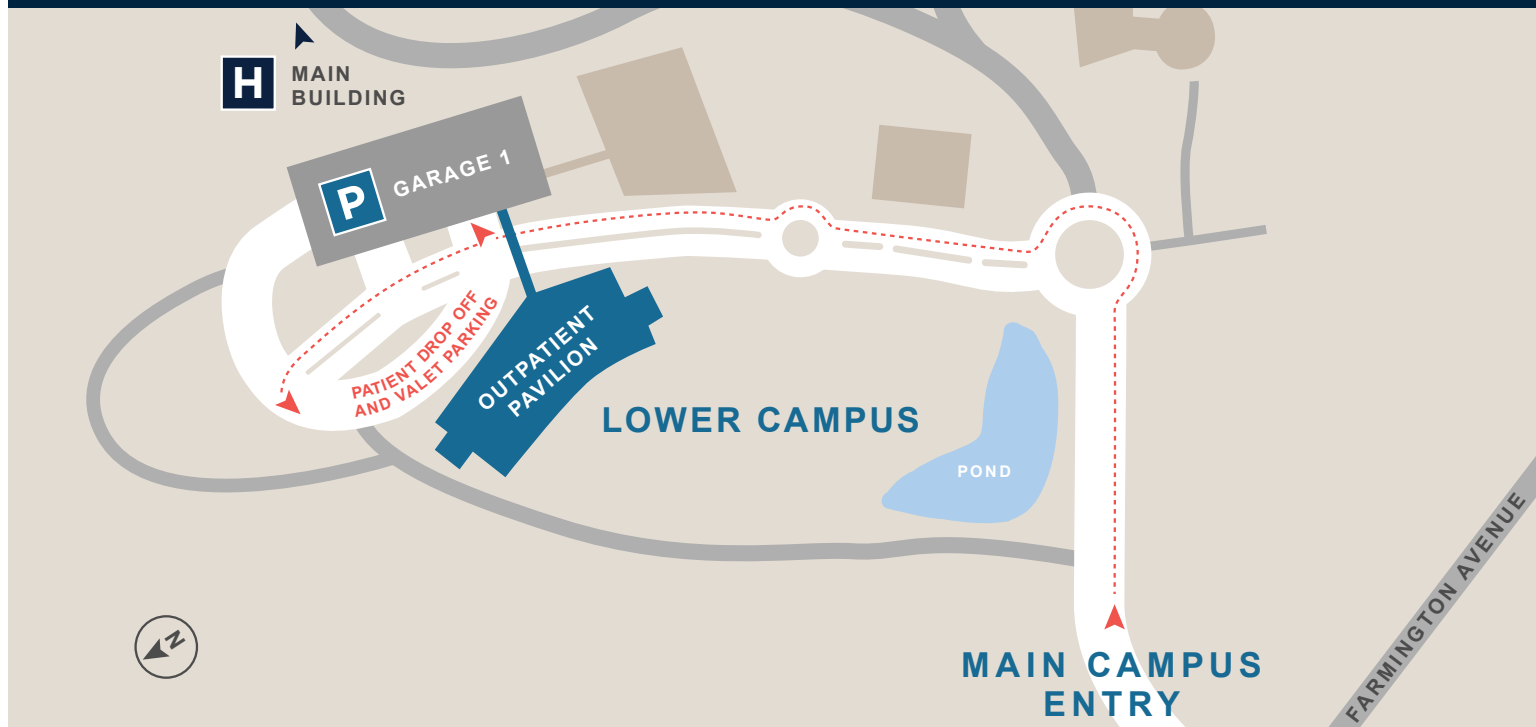 H
MAIN
BUILDING
P
GARAGE 1
PATIENT DROP OFF
AND VALET PARKING
OUTPATIENT
PAVILION
LOWER CAMPUS
POND
FARMINGTON AVENUE
N
MAIN CAMPUS
ENTRY